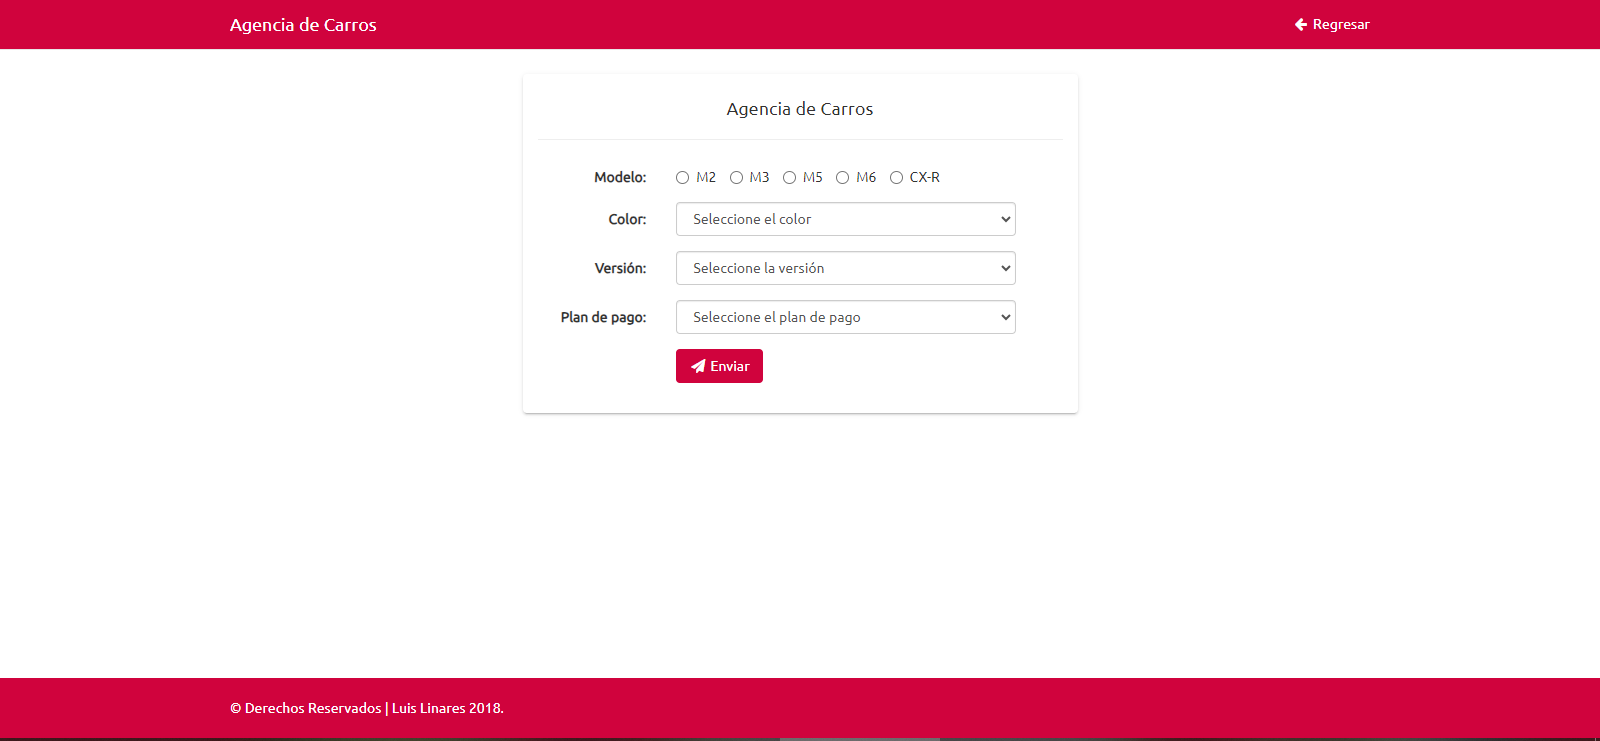 Agencia de Carros
Regresar
Agencia de Carros
Modelo: M2 M3 M5 M6 CX-R
Color: Seleccione el color
Versión: Seleccione la versión
Plan de pago: Seleccione el plan de pago
Enviar
© Derechos Reservados | Luis Linares 2018.